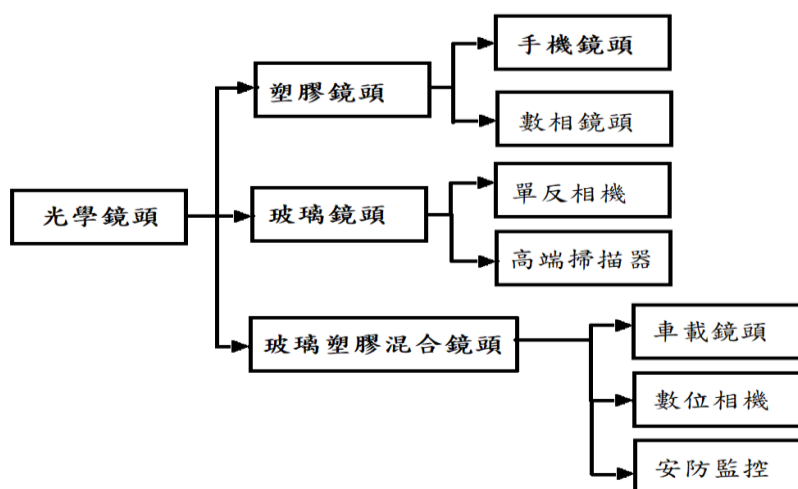 光學鏡頭
塑膠鏡頭
手機鏡頭
數相鏡頭
玻璃鏡頭
單反相機
高端掃描器
玻璃塑膠混合鏡頭
車載鏡頭
數位相機
安防監控